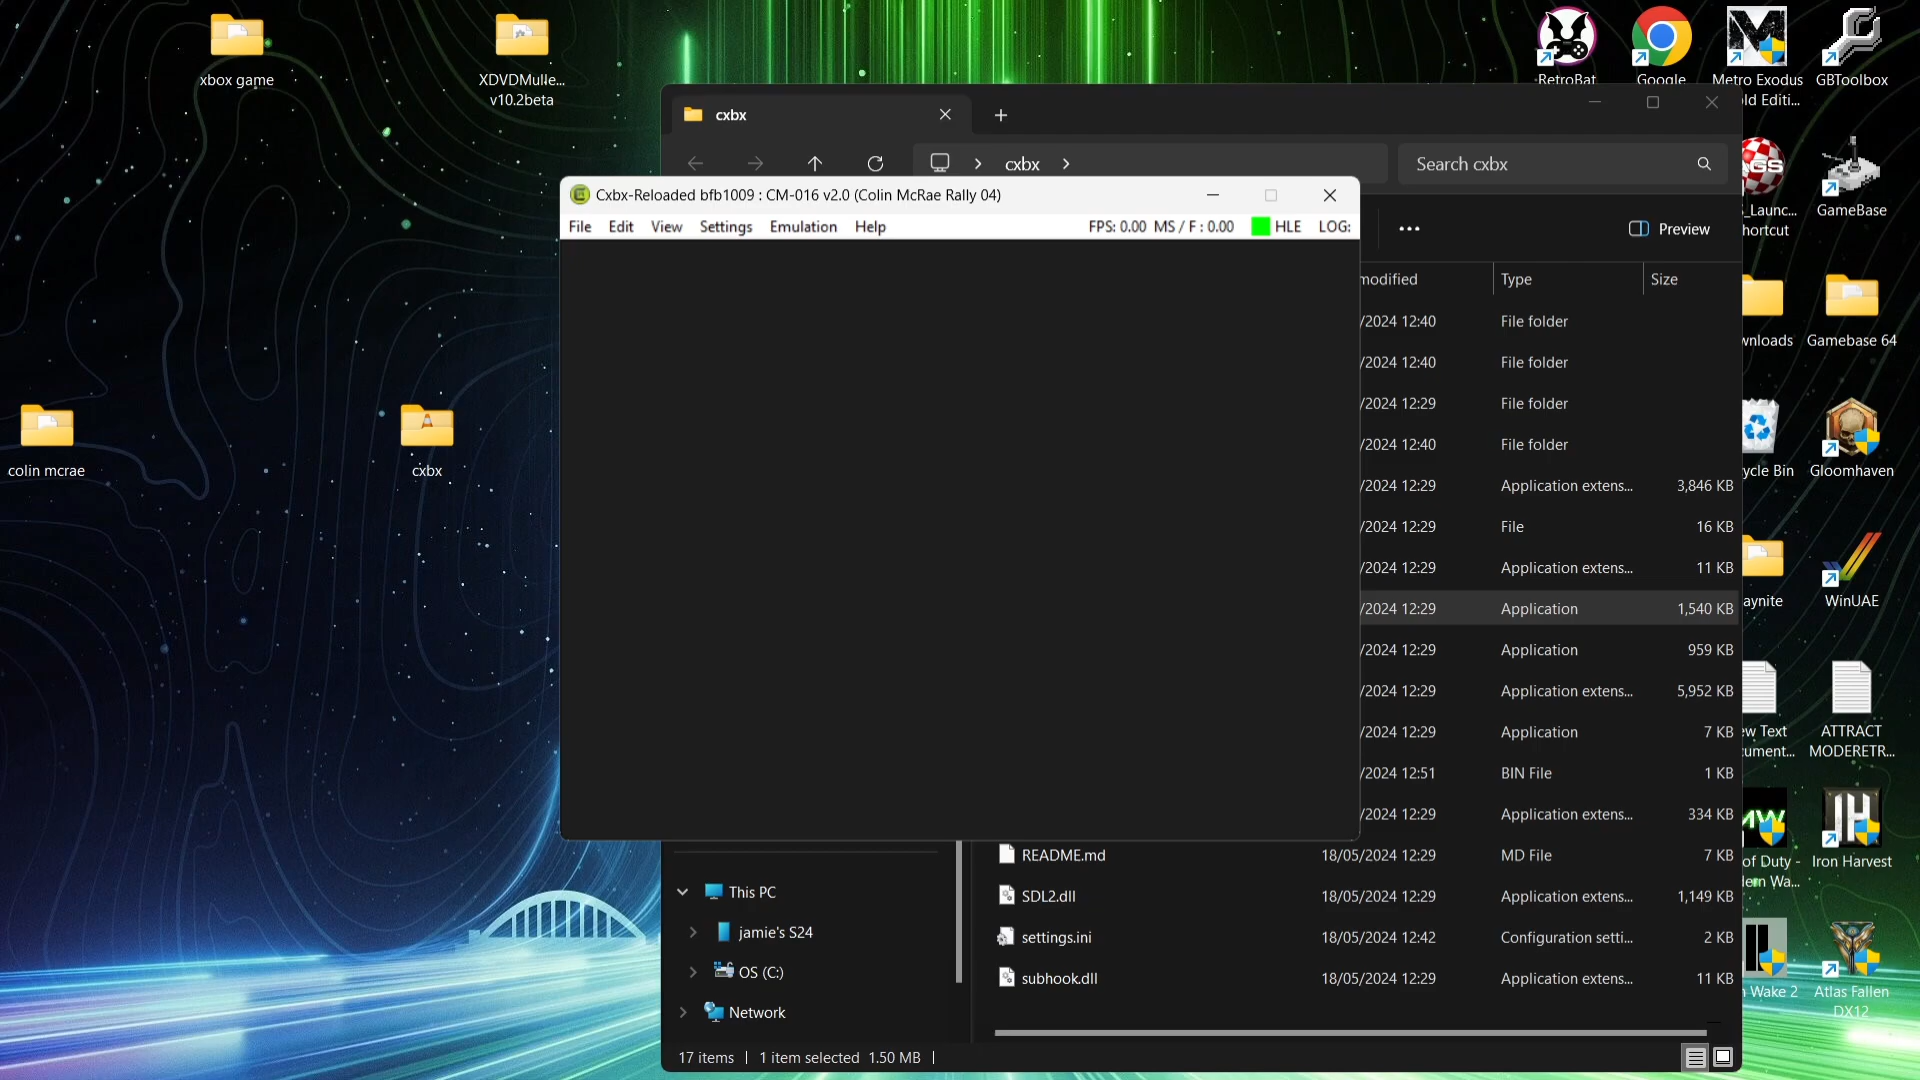 xbox game
XDVDMulle...
v10.2beta
RetroBat
Google
Metro Exodus
ld Editi...
GBToolbox
cxbx
cxbx
Search cxbx
Cxbx-Reloaded bfb1009 : CM-016 v2.0 (Colin McRae Rally 04)
File Edit View Settings Emulation Help FPS: 0.00 MS / F : 0.00 HLE LOG:
Preview
GS
_Launc...
hortcut
GameBase
modified Type Size
/2024 12:40 File folder
/2024 12:40 File folder
/2024 12:29 File folder
/2024 12:40 File folder
/2024 12:29 Application extens... 3,846 KB
/2024 12:29 File 16 KB
/2024 12:29 Application extens... 11 KB
/2024 12:29 Application 1,540 KB
/2024 12:29 Application 959 KB
/2024 12:29 Application extens... 5,952 KB
/2024 12:29 Application 7 KB
/2024 12:51 BIN File 1 KB
/2024 12:29 Application extens... 334 KB
README.md 18/05/2024 12:29 MD File 7 KB
SDL2.dll 18/05/2024 12:29 Application extens... 1,149 KB
settings.ini 18/05/2024 12:42 Configuration setti... 2 KB
subhook.dll 18/05/2024 12:29 Application extens... 11 KB
This PC
jamie's S24
OS (C:)
Network
17 items 1 item selected 1.50 MB
colin mcrae
cxbx
wnloads
Gamebase 64
ycle Bin
Gloomhaven
aynite
WinUAE
ew Text
ument...
ATTRACT
MODERETR...
MW
of Duty -
ern Wa...
IH
Iron Harvest
n Wake 2
Atlas Fallen
DX12